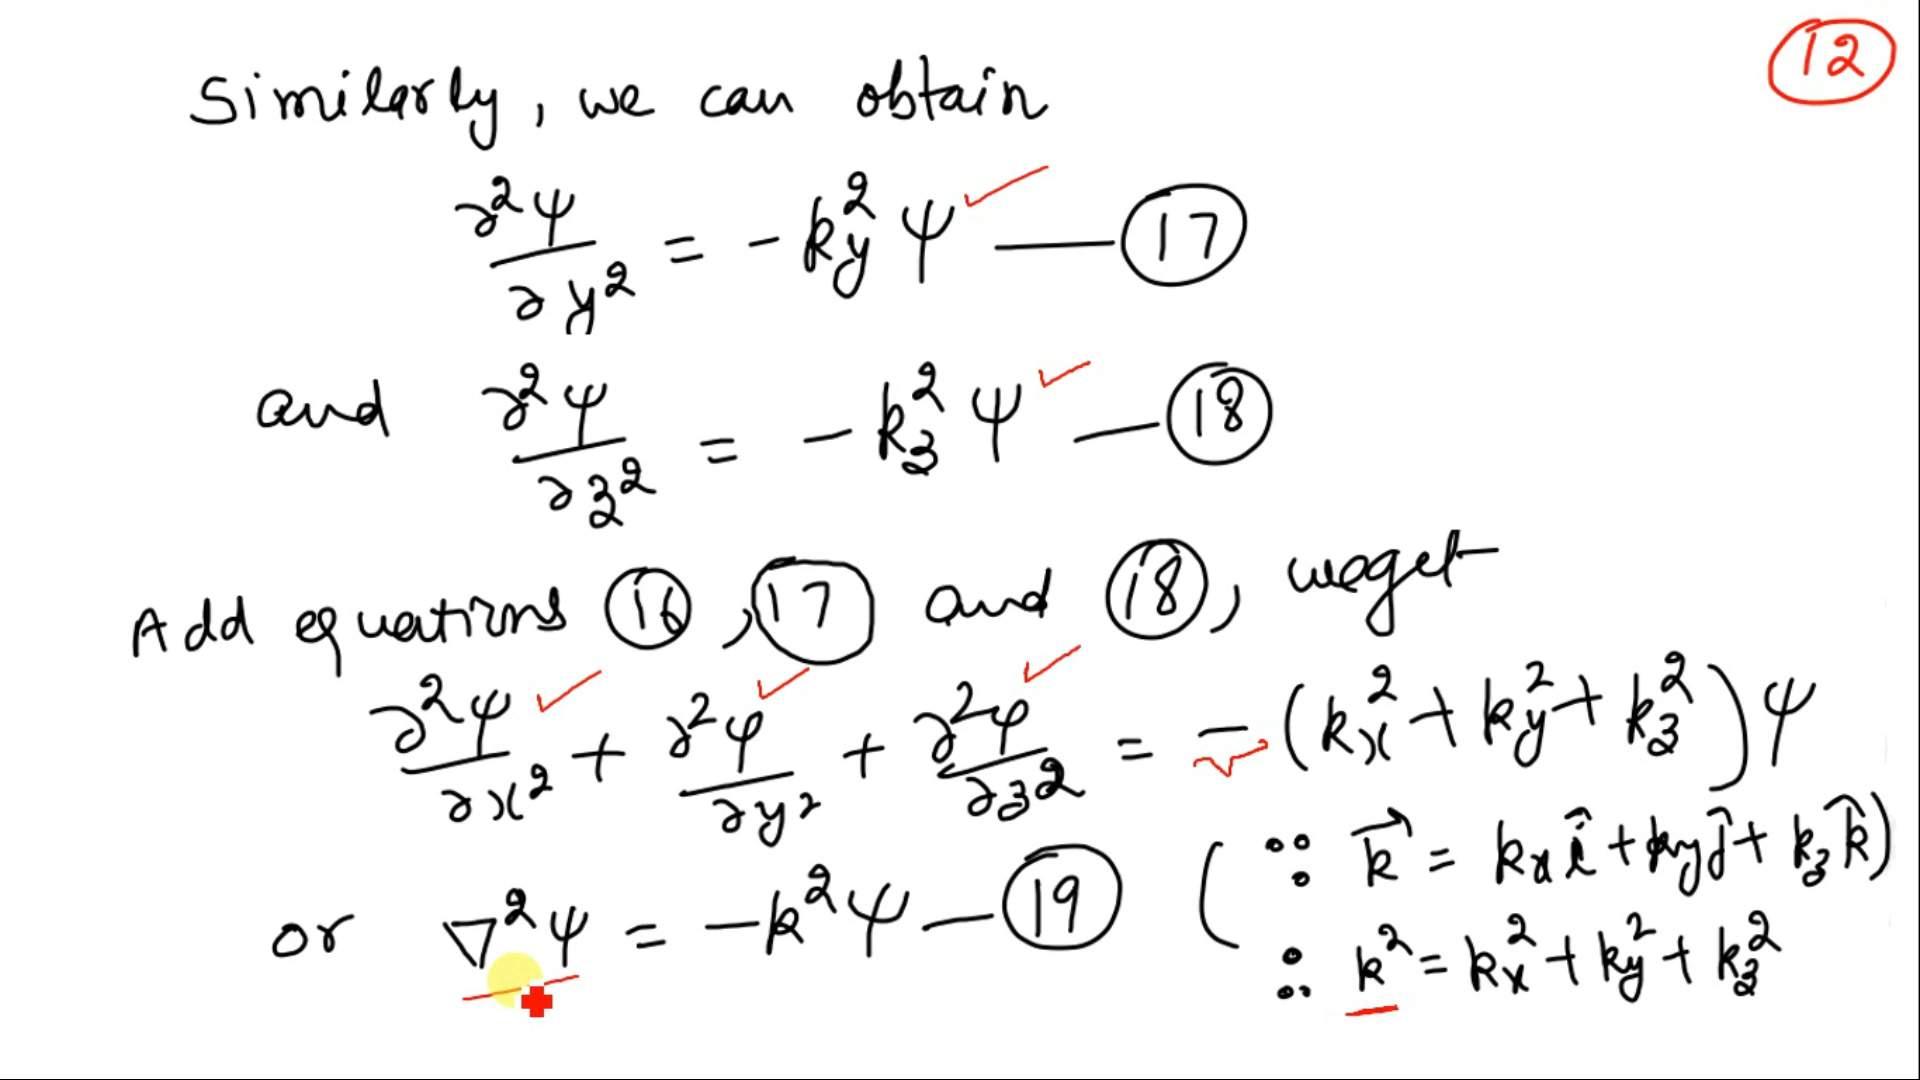 12
Similarly, we can obtain
∂²ψ/∂y² = - k_y² ψ — 17
and ∂²ψ/∂z² = - k_z² ψ — 18
Add equations 16, 17 and 18, we get
∂²ψ/∂x² + ∂²ψ/∂y² + ∂²ψ/∂z² = - (k_x² + k_y² + k_z²) ψ
or ∇²ψ = - k²ψ — 19 (∵ k⃗ = k_x î + k_y ĵ + k_z k̂)
∴ k² = k_x² + k_y² + k_z²